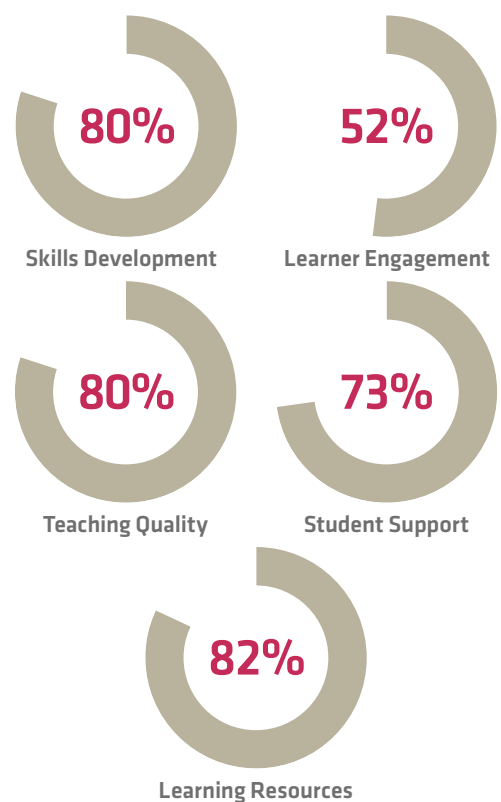 80%
Skills Development
52%
Learner Engagement
80%
Teaching Quality
73%
Student Support
82%
Learning Resources